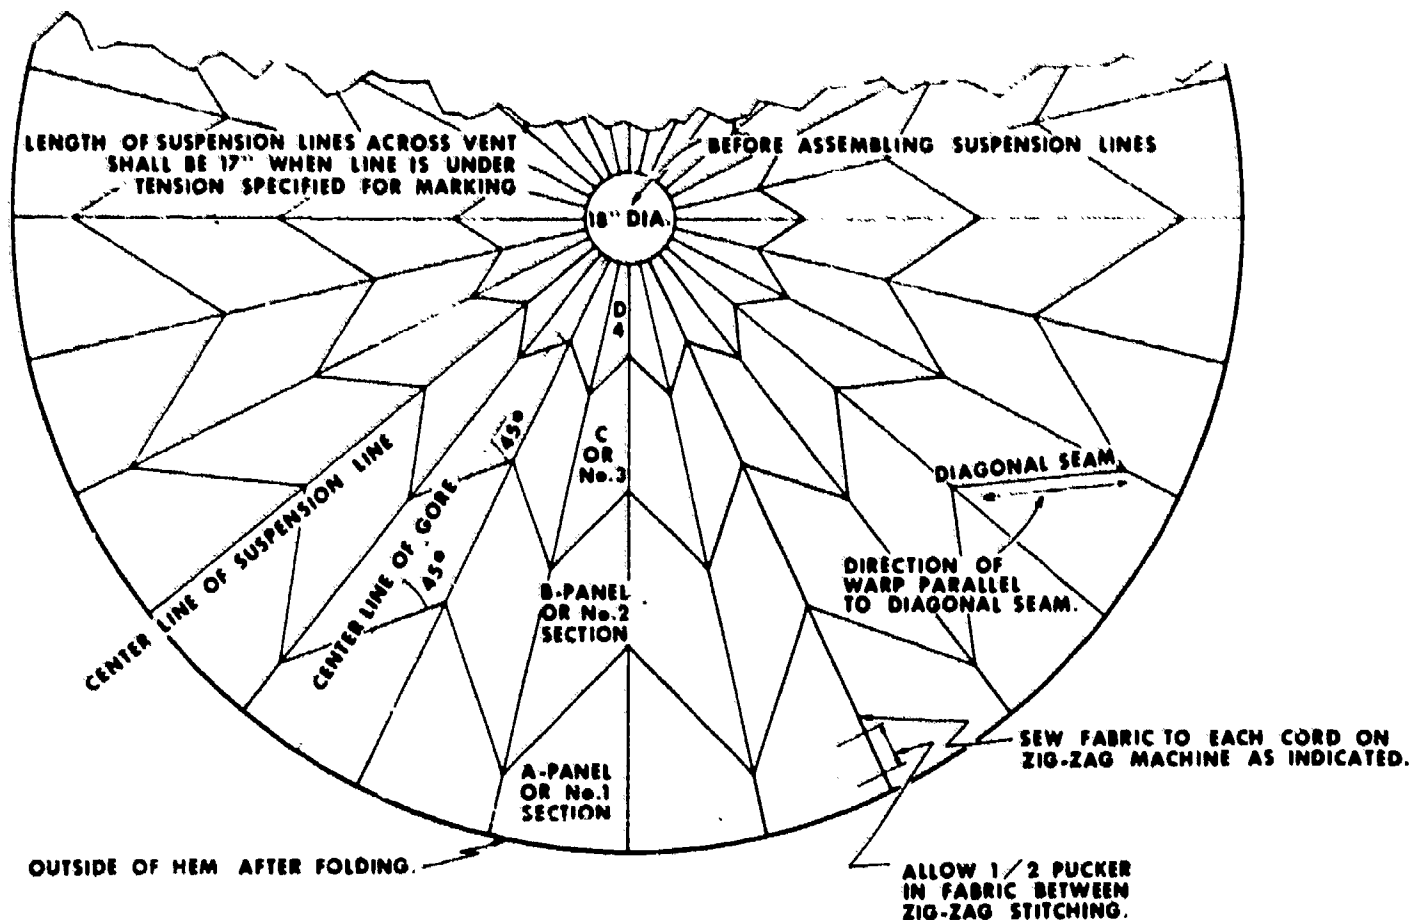 LENGTH OF SUSPENSION LINES ACROSS VENT
SHALL BE 17" WHEN LINE IS UNDER
TENSION SPECIFIED FOR MARKING
BEFORE ASSEMBLING SUSPENSION LINES
18" DIA.
D
4
45°
C
OR
No.3
CENTER LINE OF SUSPENSION LINE
CENTER LINE OF GORE
45°
DIAGONAL SEAM
DIRECTION OF
WARP PARALLEL
TO DIAGONAL SEAM.
B-PANEL
OR No.2
SECTION
A-PANEL
OR No.1
SECTION
SEW FABRIC TO EACH CORD ON
ZIG-ZAG MACHINE AS INDICATED.
OUTSIDE OF HEM AFTER FOLDING.
ALLOW 1/2 PUCKER
IN FABRIC BETWEEN
ZIG-ZAG STITCHING.